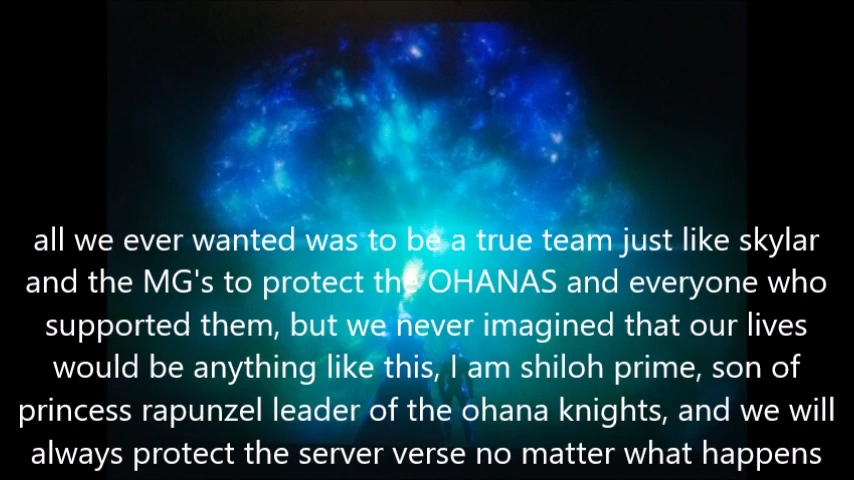 all we ever wanted was to be a true team just like skylar
and the MG's to protect the OHANAS and everyone who
supported them, but we never imagined that our lives
would be anything like this, I am shiloh prime, son of
princess rapunzel leader of the ohana knights, and we will
always protect the server verse no matter what happens